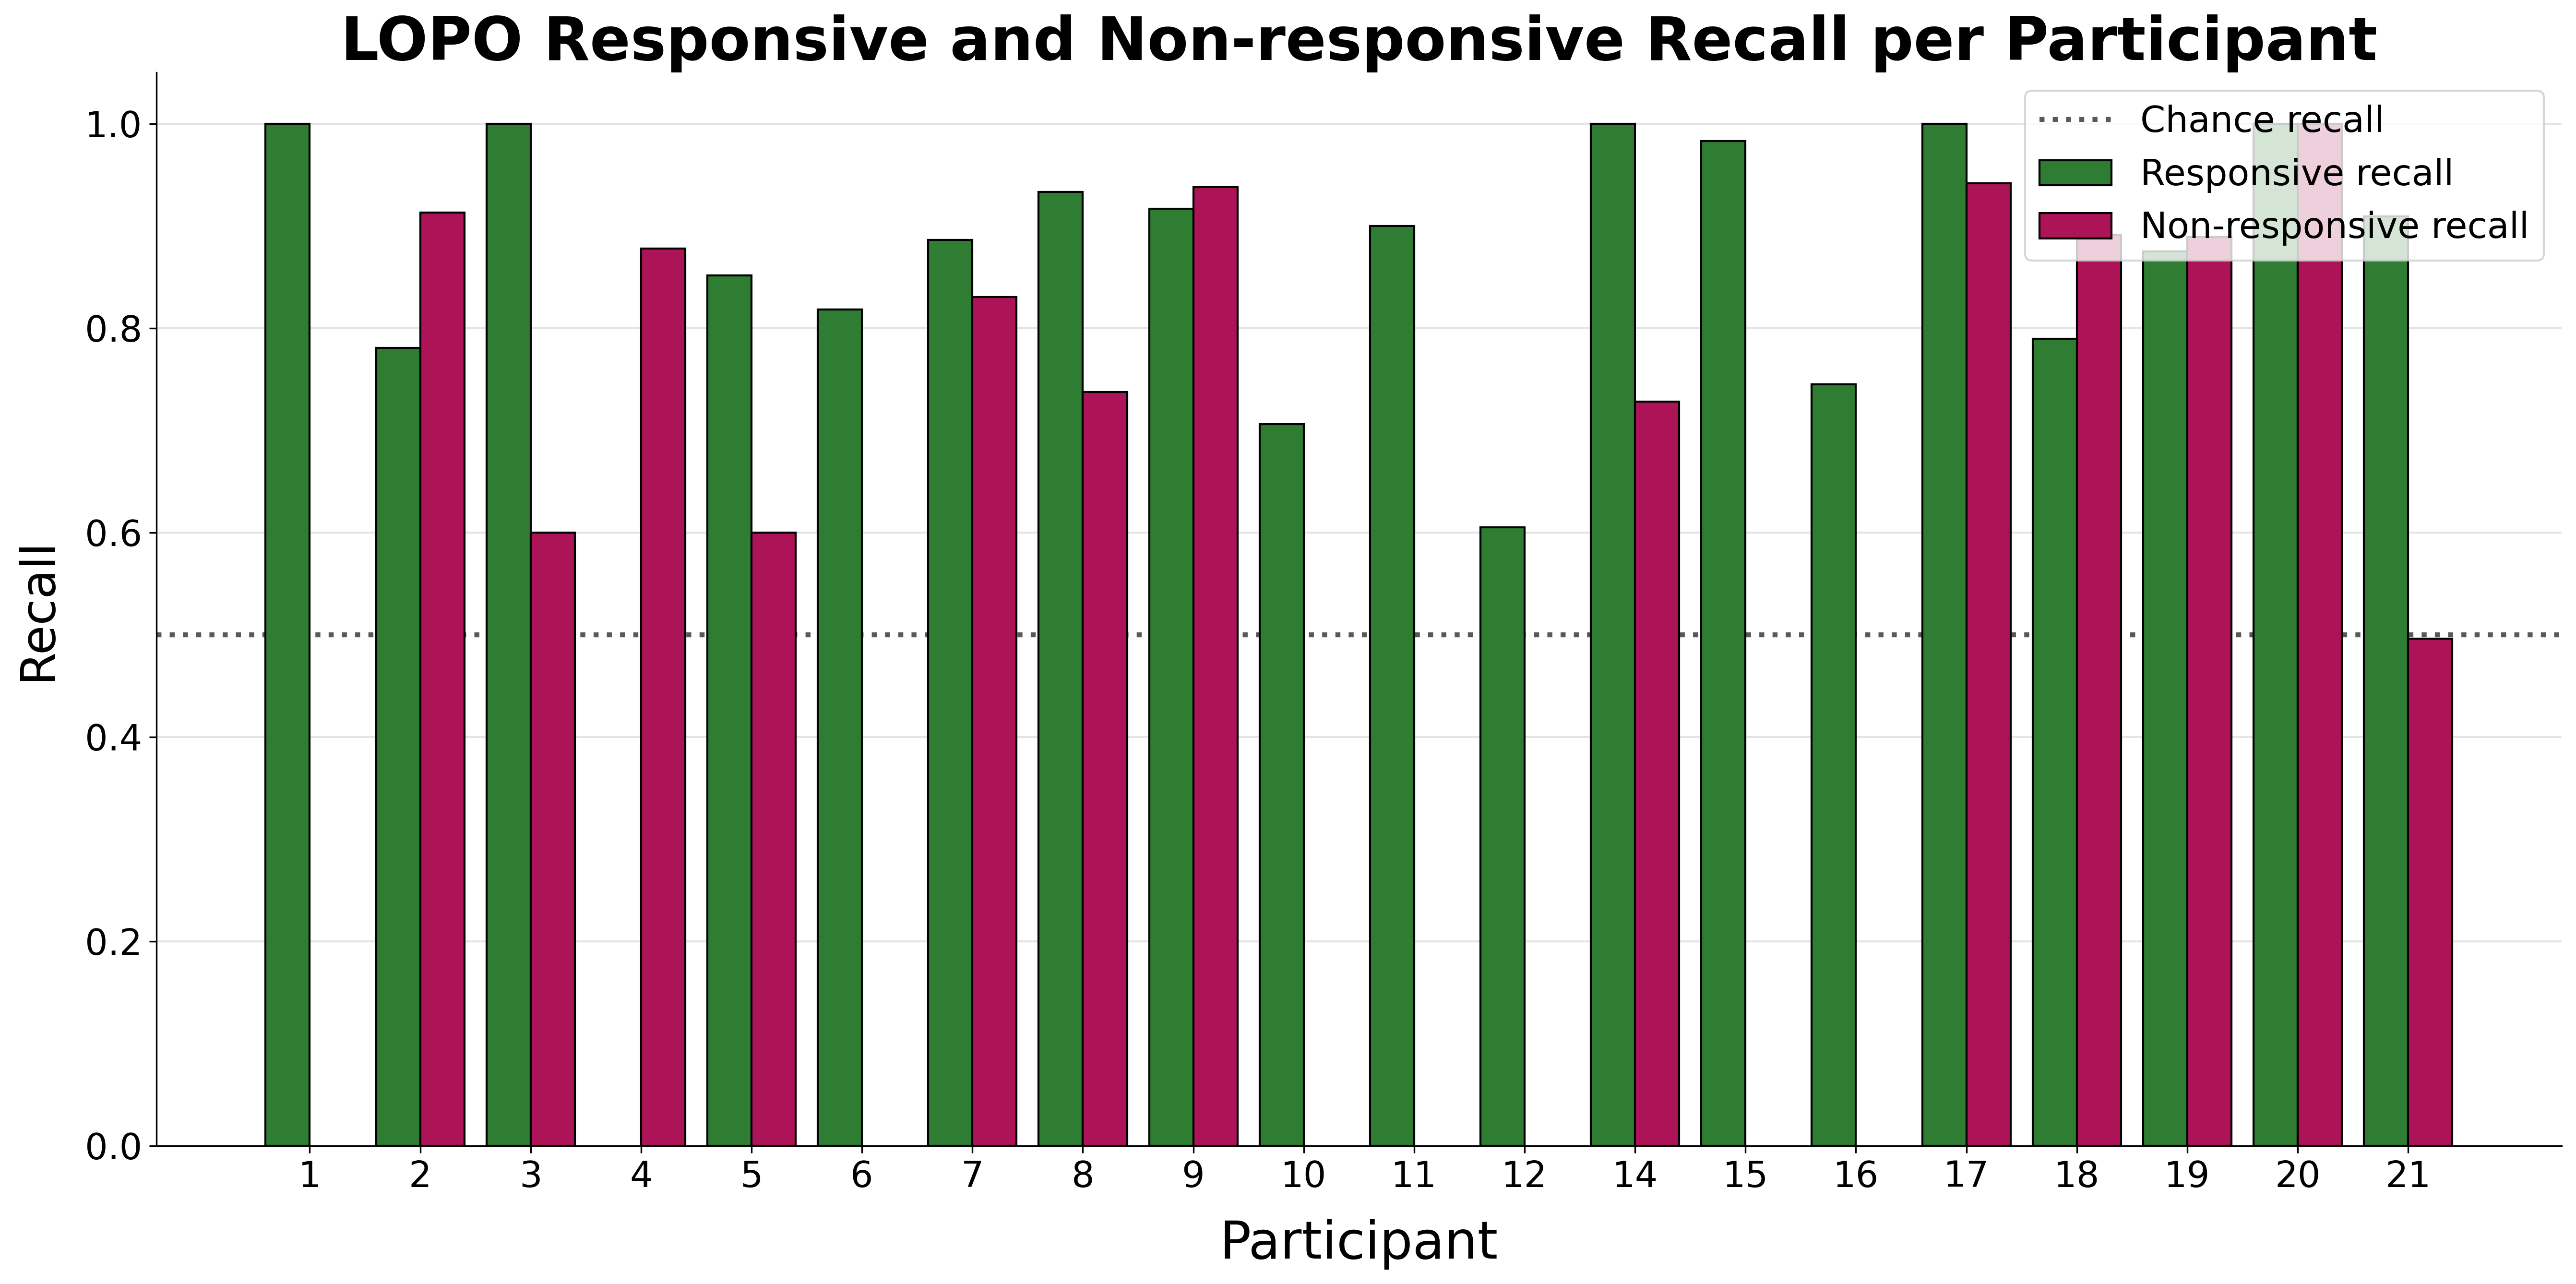 LOPO Responsive and Non-responsive Recall per Participant
Chance recall
Responsive recall
Non-responsive recall
1.0
0.8
0.6
0.4
0.2
0.0
Recall
1 2 3 4 5 6 7 8 9 10 11 12 14 15 16 17 18 19 20 21
Participant